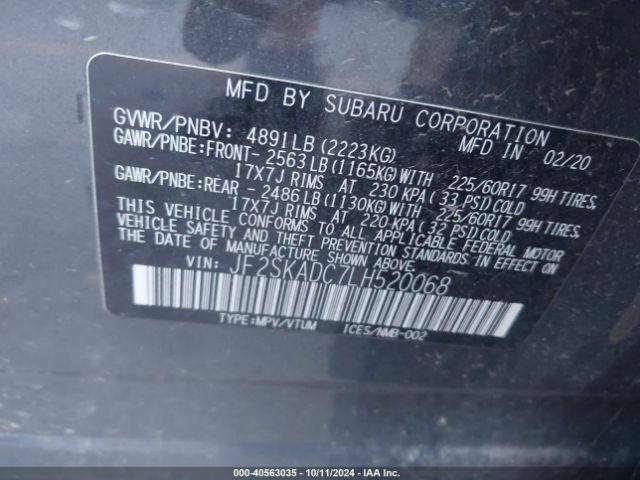 MFD BY SUBARU CORPORATION
GVWR/PNBV: 4891LB(2223KG) MFD IN 02/20
GAWR/PNBE:FRONT- 2563LB(1165KG)WITH 225/60R17 99H TIRES,
17x7J RIMS AT 230 KPA(33 PSI)COLD
GAWR/PNBE:REAR - 2486LB(1130KG)WITH 225/60R17 99H TIRES,
17x7J RIMS AT 220 KPA(32 PSI)COLD
THIS VEHICLE CONFORMS TO ALL APPLICABLE FEDERAL MOTOR
VEHICLE SAFETY, BUMPER, AND THEFT PREVENTION STANDARDS IN EFFECT ON
THE DATE OF MANUFACTURE SHOWN ABOVE.
VIN: JF2SKADC7LH520068
TYPE:MPV/VTUM ICES/NMB-002
© - 40563035 - 10/11/2024 - IAA Inc.